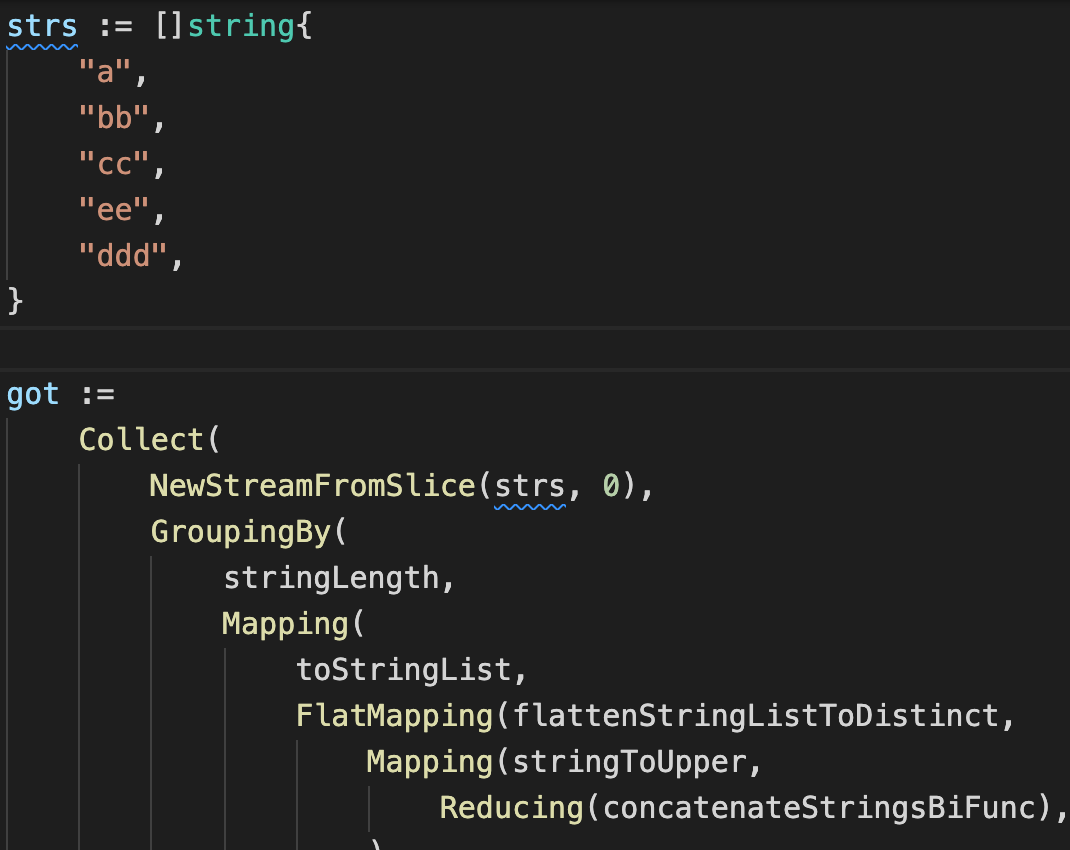 strs := []string{
    "a",
    "bb",
    "cc",
    "ee",
    "ddd",
}
got :=
    Collect(
        NewStreamFromSlice(strs, 0),
        GroupingBy(
            stringLength,
            Mapping(
                toStringList,
                FlatMapping(flattenStringListToDistinct,
                    Mapping(stringToUpper,
                        Reducing(concatenateStringsBiFunc),
                    )